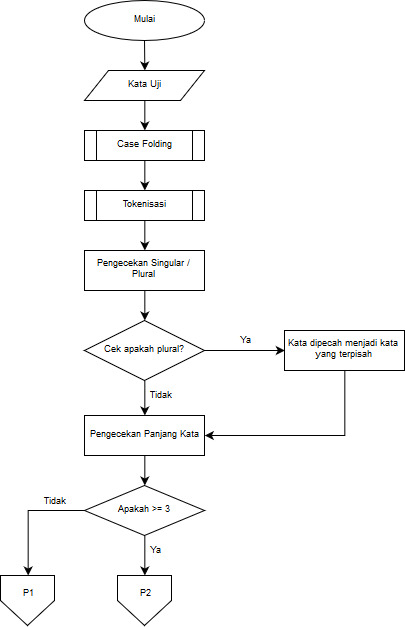 Mulai
Kata Uji
Case Folding
Tokenisasi
Pengecekan Singular /
Plural
Cek apakah plural?
Ya
Kata dipecah menjadi kata
yang terpisah
Tidak
Pengecekan Panjang Kata
Apakah >= 3
Tidak
Ya
P1
P2